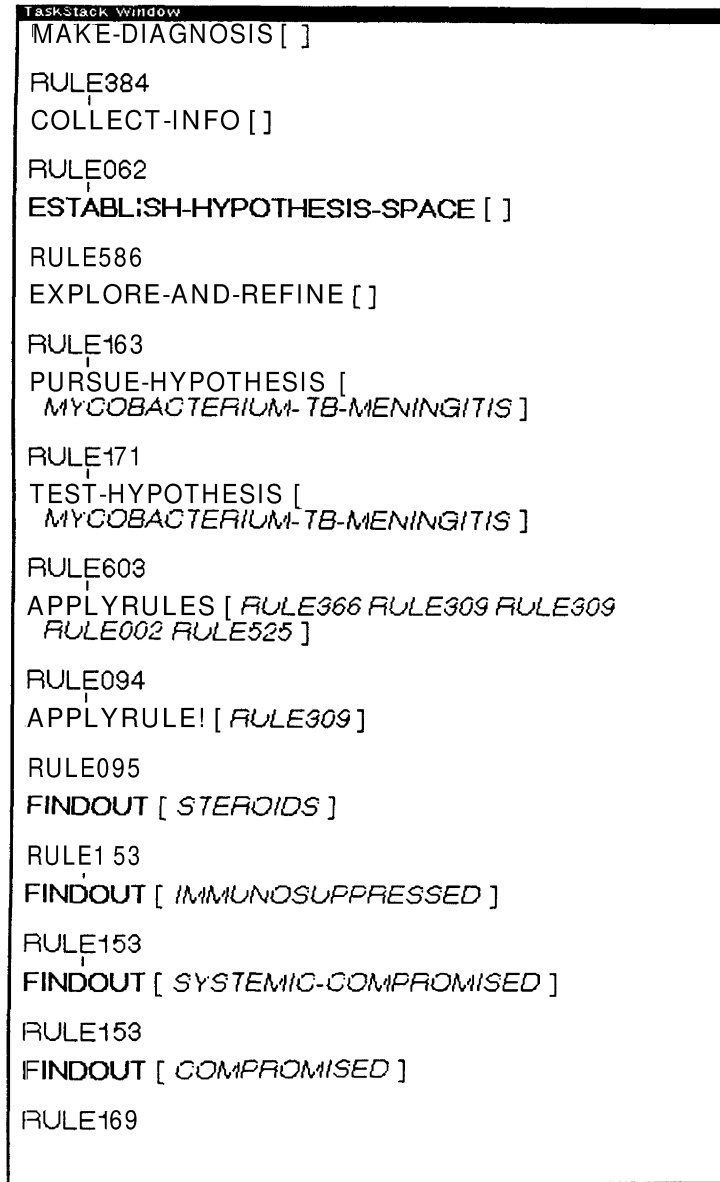 TaskStack Window
MAKE-DIAGNOSIS [ ]
RULE384
COLLECT-INFO [ ]
RULE062
ESTABLISH-HYPOTHESIS-SPACE [ ]
RULE586
EXPLORE-AND-REFINE [ ]
RULE163
PURSUE-HYPOTHESIS [
MYCOBACTERIUM-TB-MENINGITIS ]
RULE171
TEST-HYPOTHESIS [
MYCOBACTERIUM-TB-MENINGITIS ]
RULE603
APPLYRULES [ RULE366 RULE309 RULE309
RULE002 RULE525 ]
RULE094
APPLYRULE! [ RULE309 ]
RULE095
FINDOUT [ STEROIDS ]
RULE153
FINDOUT [ IMMUNOSUPPRESSED ]
RULE153
FINDOUT [ SYSTEMIC-COMPROMISED ]
RULE153
FINDOUT [ COMPROMISED ]
RULE169